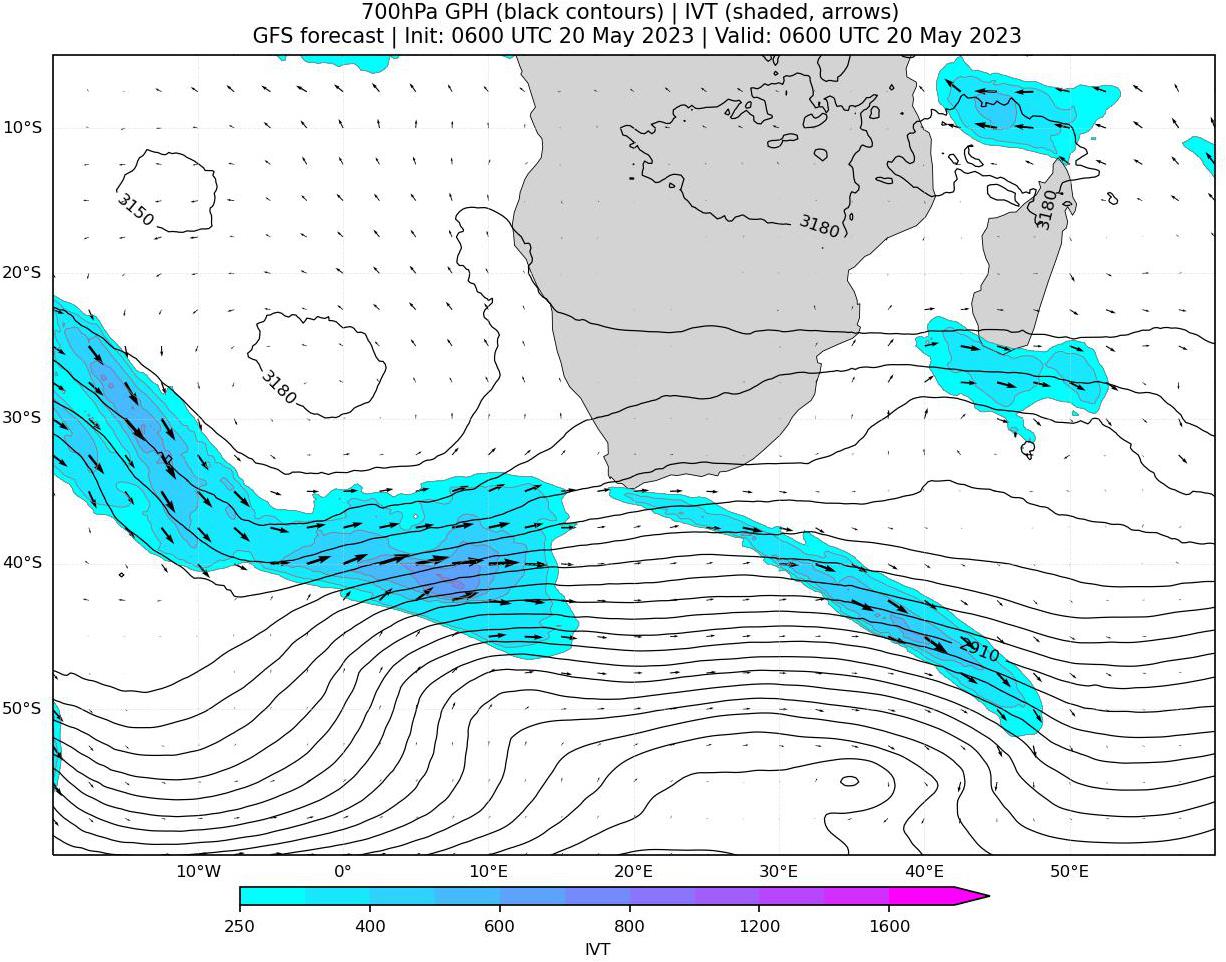 700hPa GPH (black contours) | IVT (shaded, arrows)
GFS forecast | Init: 0600 UTC 20 May 2023 | Valid: 0600 UTC 20 May 2023
10°S
3150
3180
3180
20°S
3180
30°S
40°S
2910
50°S
10°W 0° 10°E 20°E 30°E 40°E 50°E
250 400 600 800 1200 1600
IVT